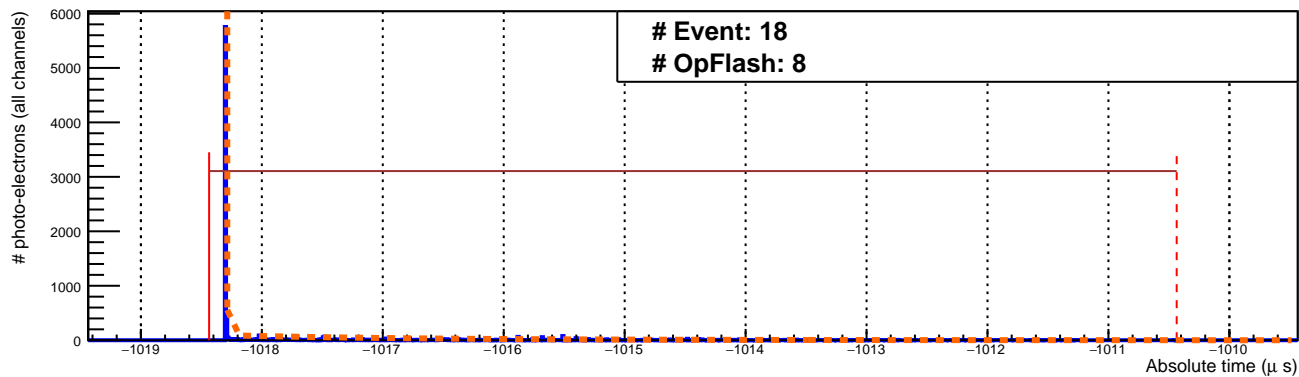 # photo-electrons (all channels)
6000
5000
4000
3000
2000
1000
0
# Event: 18
# OpFlash: 8
−1019 −1018 −1017 −1016 −1015 −1014 −1013 −1012 −1011 −1010
Absolute time (μ s)